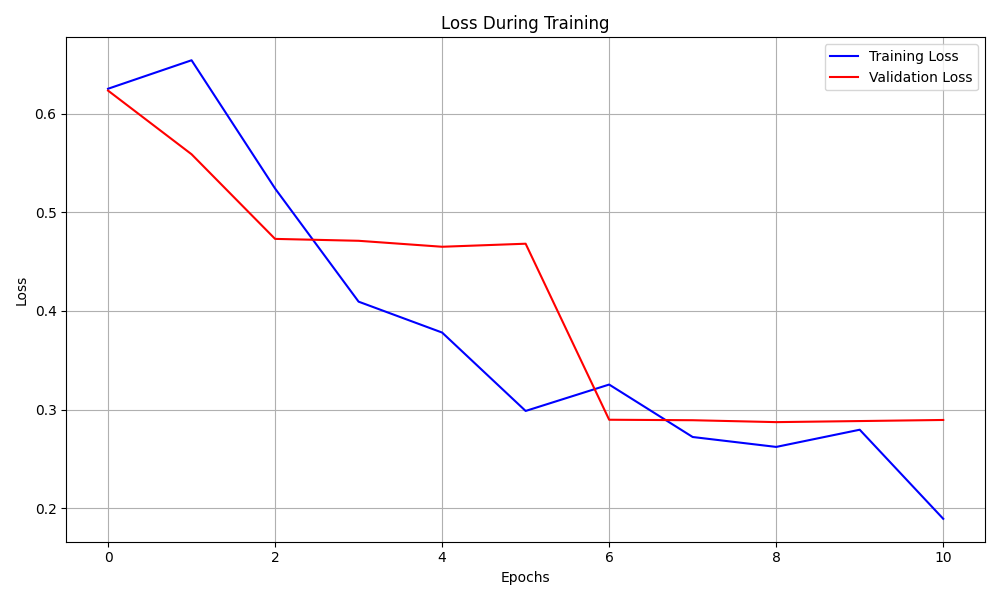 Loss During Training
Training Loss
Validation Loss
0.6
0.5
0.4
0.3
0.2
Loss
0 2 4 6 8 10
Epochs